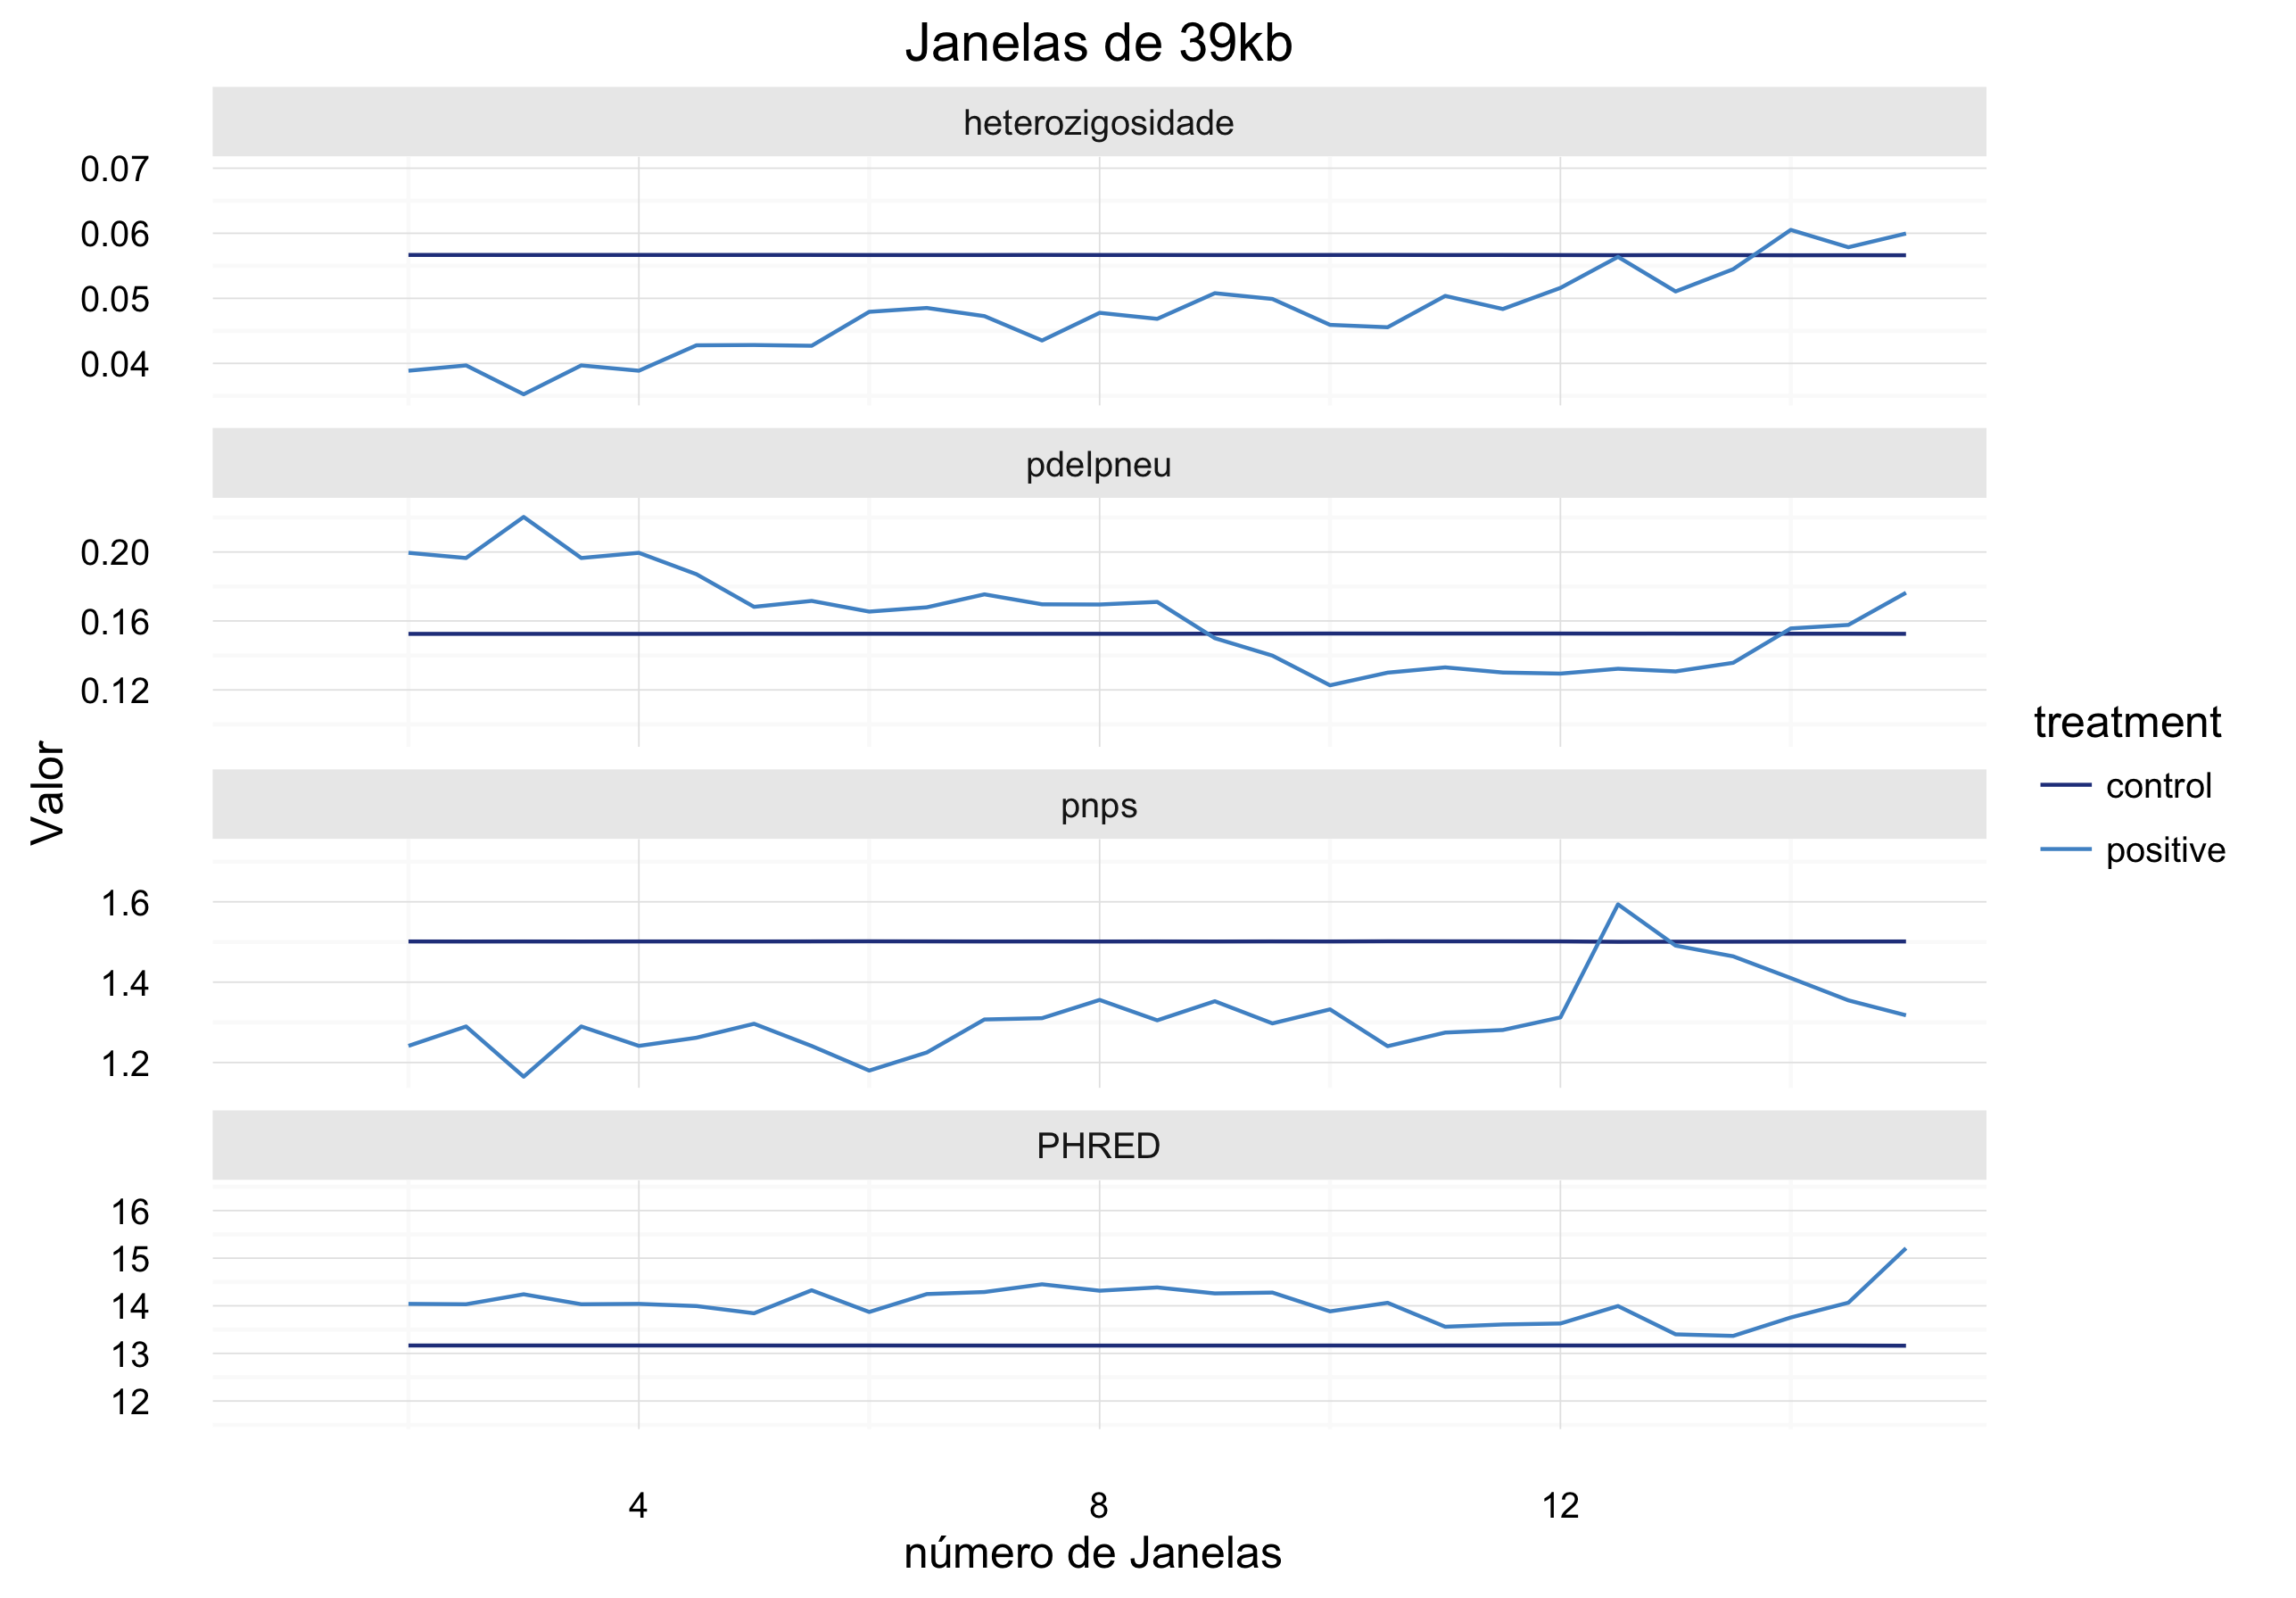 Janelas de 39kb
heterozigosidade
0.07
0.06
0.05
0.04
pdelpneu
0.20
0.16
0.12
pnps
1.6
1.4
1.2
PHRED
16
15
14
13
12
4 8 12
número de Janelas
Valor
treatment
control
positive